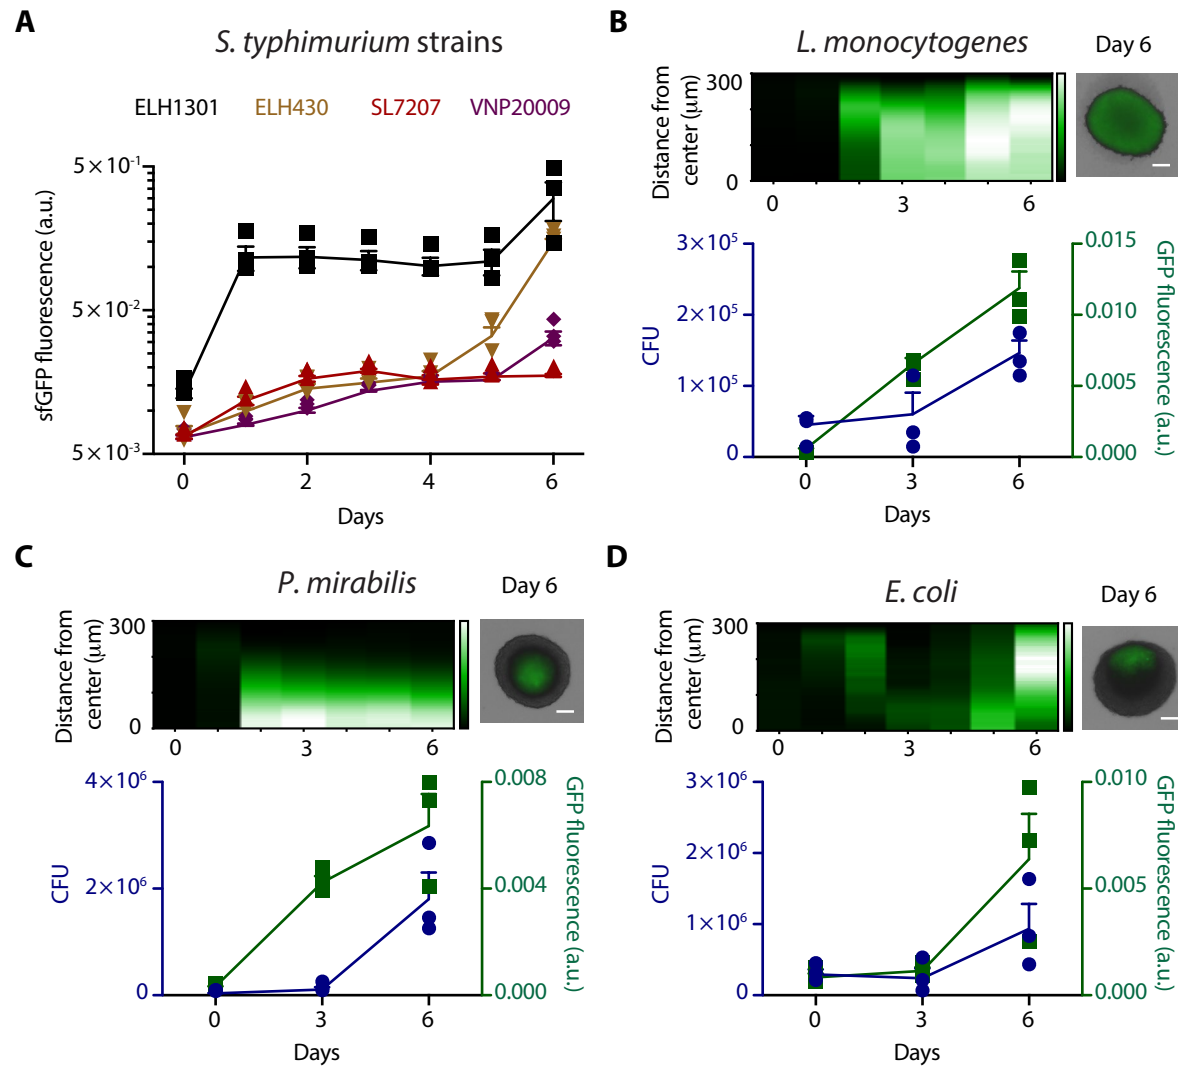 A
S. typhimurium strains
ELH1301 ELH430 SL7207 VNP20009
sfGFP fluorescence (a.u.)
5×10⁻¹
5×10⁻²
5×10⁻³
0 2 4 6
Days
B
L. monocytogenes
Day 6
Distance from
center (μm)
300
0
0 3 6
CFU
3×10⁵
2×10⁵
1×10⁵
0
GFP fluorescence (a.u.)
0.015
0.010
0.005
0.000
0 3 6
Days
C
P. mirabilis
Day 6
Distance from
center (μm)
300
0
0 3 6
CFU
4×10⁶
2×10⁶
0
GFP fluorescence (a.u.)
0.008
0.004
0.000
0 3 6
Days
D
E. coli
Day 6
Distance from
center (μm)
300
0
0 3 6
CFU
3×10⁶
2×10⁶
1×10⁶
0
GFP fluorescence (a.u.)
0.010
0.005
0.000
0 3 6
Days